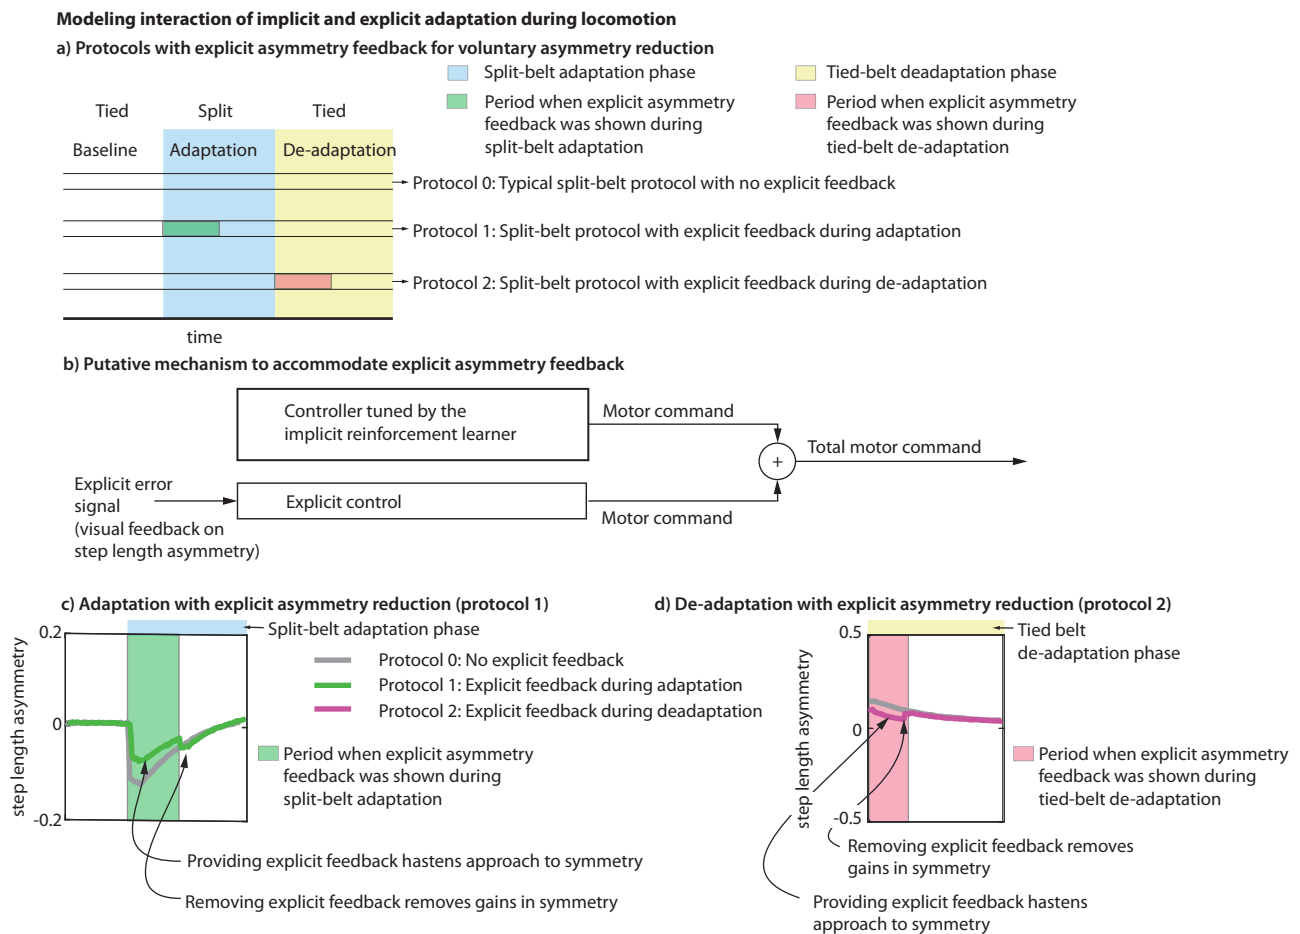 Modeling interaction of implicit and explicit adaptation during locomotion
a) Protocols with explicit asymmetry feedback for voluntary asymmetry reduction
Split-belt adaptation phase
Tied-belt deadaptation phase
Period when explicit asymmetry
feedback was shown during
split-belt adaptation
Period when explicit asymmetry
feedback was shown during
tied-belt de-adaptation
Tied
Split
Tied
Baseline
Adaptation
De-adaptation
Protocol 0: Typical split-belt protocol with no explicit feedback
Protocol 1: Split-belt protocol with explicit feedback during adaptation
Protocol 2: Split-belt protocol with explicit feedback during de-adaptation
time
b) Putative mechanism to accommodate explicit asymmetry feedback
Controller tuned by the
implicit reinforcement learner
Motor command
+
Total motor command
Explicit error
signal
(visual feedback on
step length asymmetry)
Explicit control
Motor command
c) Adaptation with explicit asymmetry reduction (protocol 1)
Split-belt adaptation phase
0.2
0
-0.2
step length asymmetry
Protocol 0: No explicit feedback
Protocol 1: Explicit feedback during adaptation
Protocol 2: Explicit feedback during deadaptation
Period when explicit asymmetry
feedback was shown during
split-belt adaptation
Providing explicit feedback hastens approach to symmetry
Removing explicit feedback removes gains in symmetry
d) De-adaptation with explicit asymmetry reduction (protocol 2)
Tied belt
de-adaptation phase
0.5
0
-0.5
step length asymmetry
Period when explicit asymmetry
feedback was shown during
tied-belt de-adaptation
Removing explicit feedback removes
gains in symmetry
Providing explicit feedback hastens
approach to symmetry